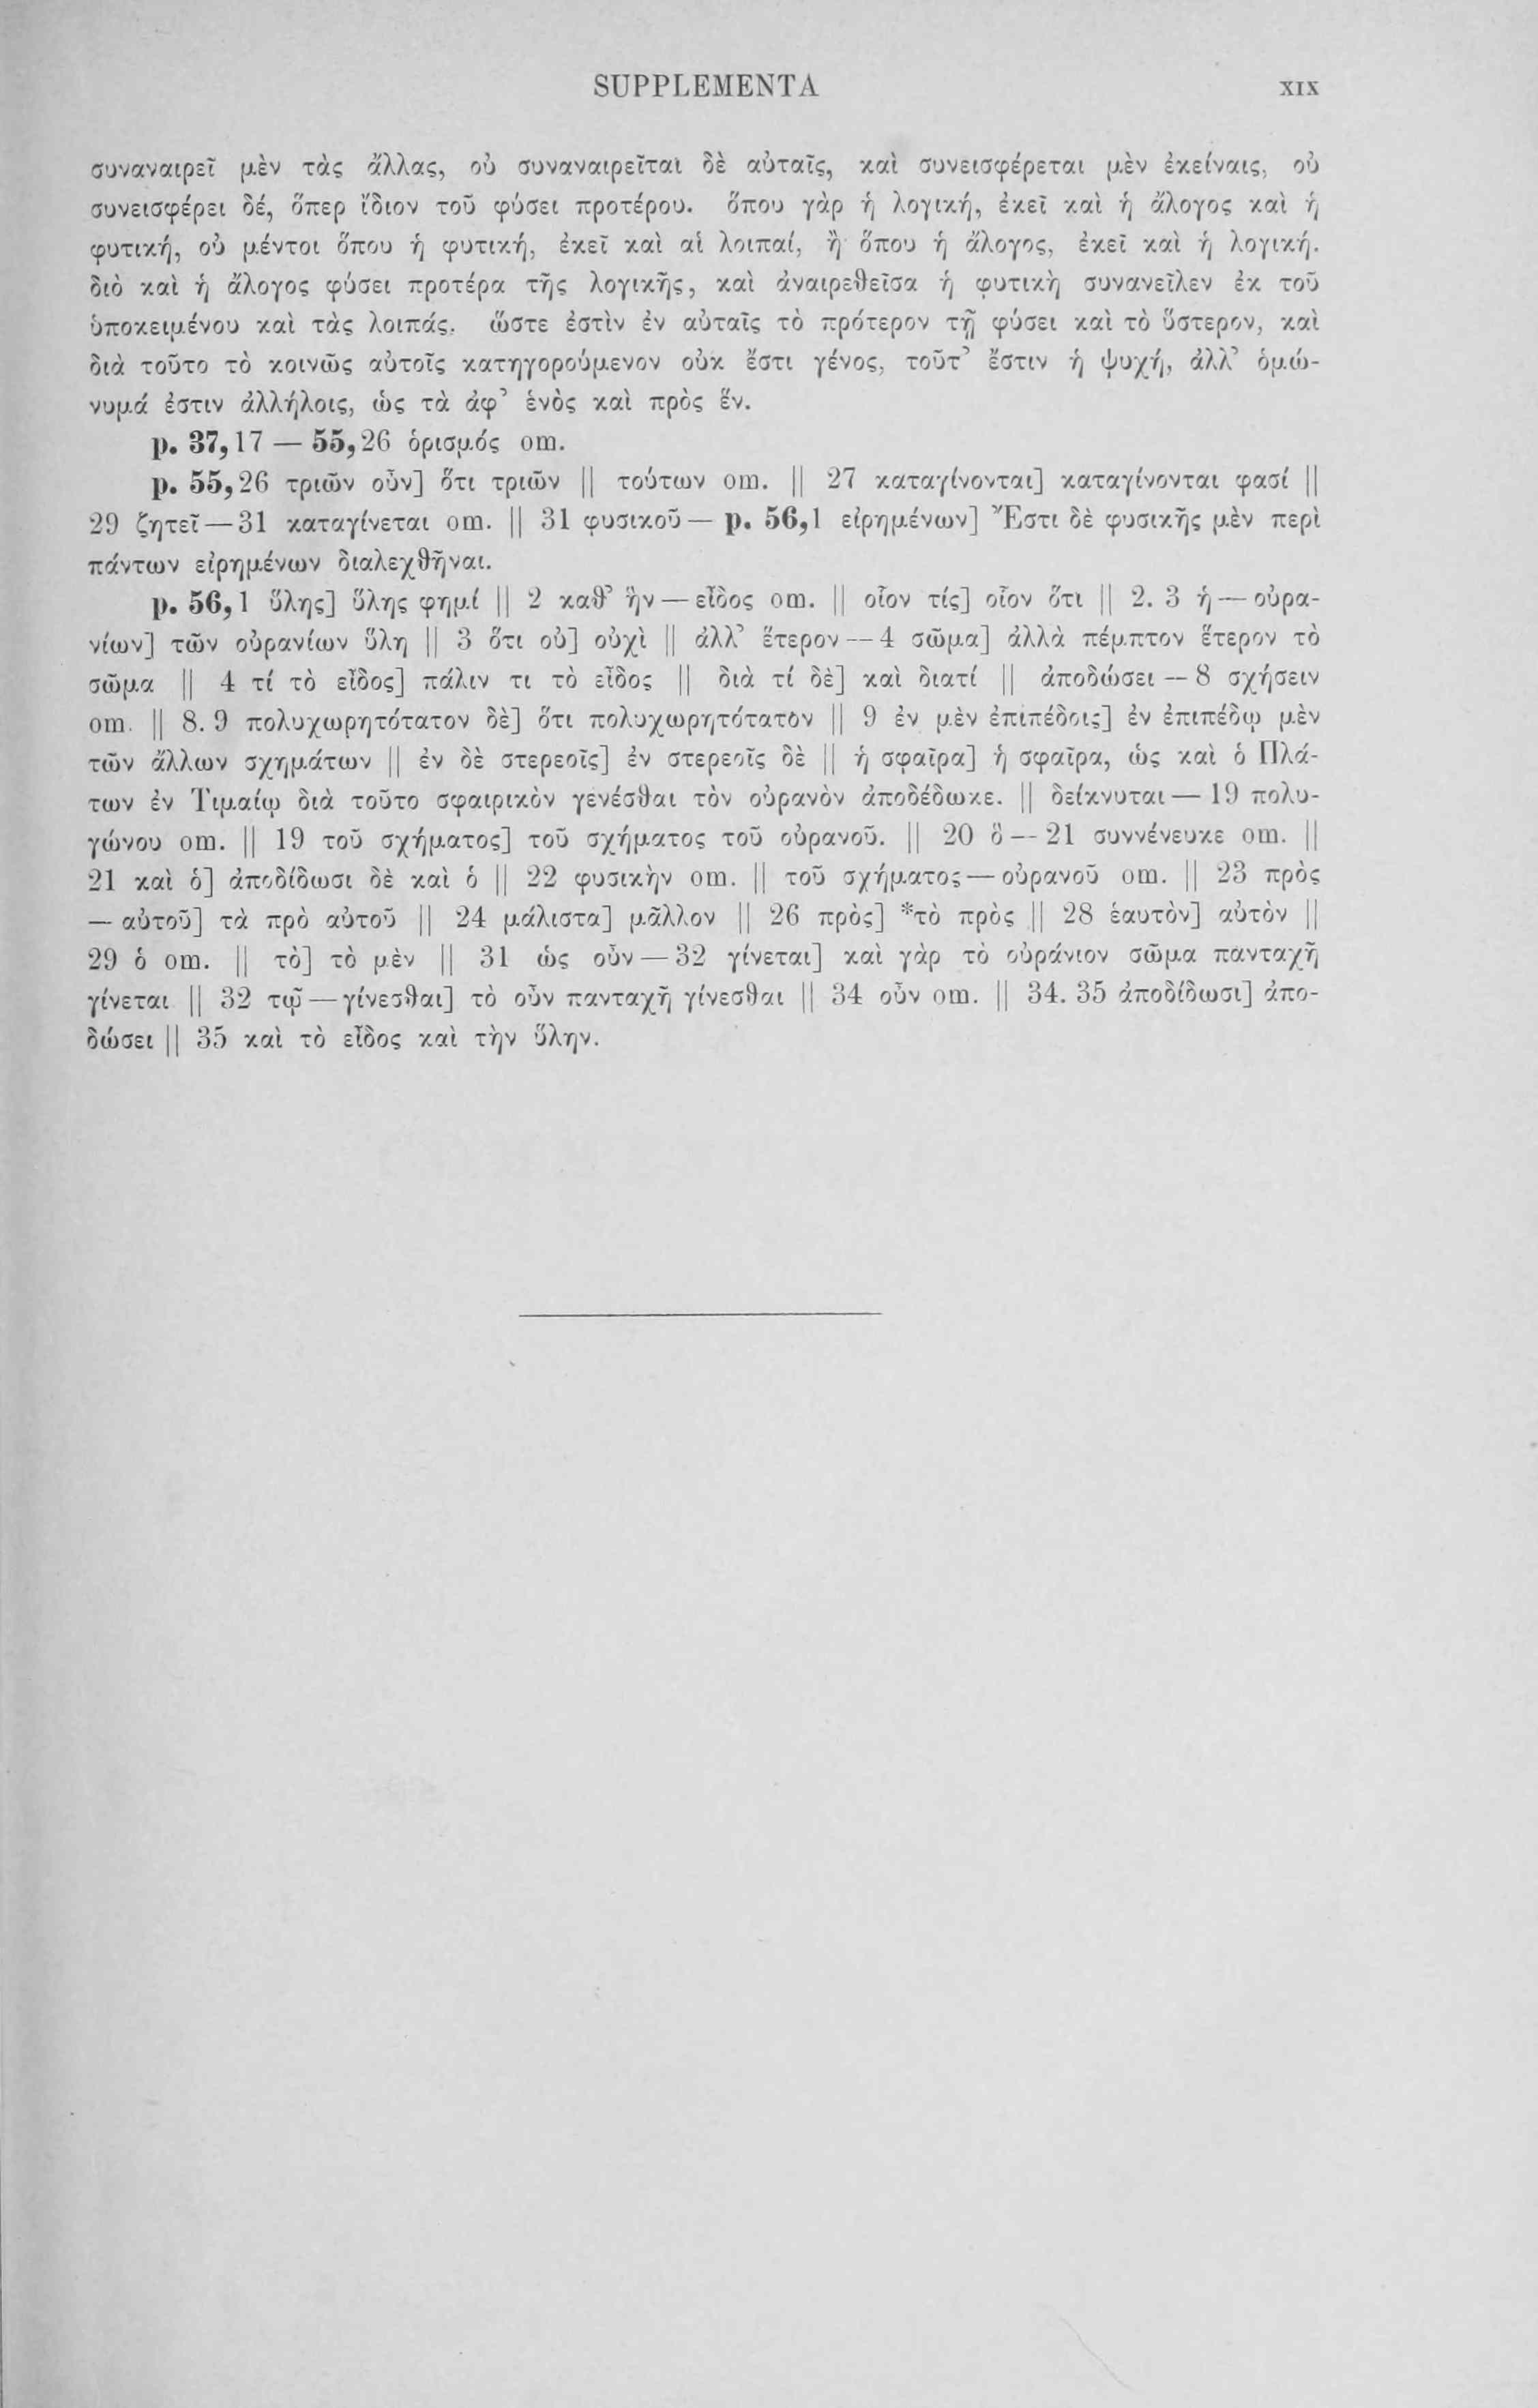 SUPPLEMENTA XIX
συναναιρεῖ μὲν τὰς ἄλλας, οὐ συναναιρεῖται δὲ αὐταῖς, καὶ συνεισφέρεται μὲν ἐκείναις, οὐ
συνεισφέρει δέ, ὅπερ ἴδιον τοῦ φύσει προτέρου. ὅπου γὰρ ἡ λογική, ἐκεῖ καὶ ἡ ἄλογος καὶ ἡ
φυτική, οὐ μέντοι ὅπου ἡ φυτική, ἐκεῖ καὶ αἱ λοιπαί, ἢ ὅπου ἡ ἄλογος, ἐκεῖ καὶ ἡ λογική.
διὸ καὶ ἡ ἄλογος φύσει προτέρα τῆς λογικῆς, καὶ ἀναιρεθεῖσα ἡ φυτικὴ συνανεῖλεν ἐκ τοῦ
ὑποκειμένου καὶ τὰς λοιπάς. ὥστε ἐστὶν ἐν αὐταῖς τὸ πρότερον τῇ φύσει καὶ τὸ ὕστερον, καὶ
διὰ τοῦτο τὸ κοινῶς αὐτοῖς κατηγορούμενον οὐκ ἔστι γένος, τοῦτ’ ἔστιν ἡ ψυχή, ἀλλ’ ὁμώ-
νυμά ἐστιν ἀλλήλοις, ὡς τὰ ἀφ’ ἑνὸς καὶ πρὸς ἕν.
p. 37,17 — 55,26 ὁρισμός om.
p. 55,26 τριῶν οὖν] ὅτι τριῶν || τούτων om. || 27 καταγίνονται] καταγίνονται φασί ||
29 ζητεῖ — 31 καταγίνεται om. || 31 φυσικοῦ — p. 56,1 εἰρημένων] Ἔστι δὲ φυσικῆς μὲν περὶ
πάντων εἰρημένων διαλεχθῆναι.
p. 56,1 ὕλης] ὕλης φημί || 2 καθ’ ἣν — εἶδος om. || οἷον τίς] οἷον ὅτι || 2. 3 ἡ — οὐρα-
νίων] τῶν οὐρανίων ὕλη || 3 ὅτι οὐ] οὐχὶ || ἀλλ’ ἕτερον — 4 σῶμα] ἀλλὰ πέμπτον ἕτερον τὸ
σῶμα || 4 τί τὸ εἶδος] πάλιν τι τὸ εἶδος || διὰ τί δὲ] καὶ διατί || ἀποδώσει — 8 σχήσειν
om. || 8. 9 πολυχωρητότατον δὲ] ὅτι πολυχωρητότατον || 9 ἐν μὲν ἐπιπέδοις] ἐν ἐπιπέδῳ μὲν
τῶν ἄλλων σχημάτων || ἐν δὲ στερεοῖς] ἐν στερεοῖς δὲ || ἡ σφαῖρα] ἡ σφαῖρα, ὡς καὶ ὁ Πλά-
των ἐν Τιμαίῳ διὰ τοῦτο σφαιρικὸν γενέσθαι τὸν οὐρανὸν ἀποδέδωκε. || δείκνυται — 19 πολυ-
γώνου om. || 19 τοῦ σχήματος] τοῦ σχήματος τοῦ οὐρανοῦ. || 20 ὃ — 21 συννένευκε om. ||
21 καὶ ὁ] ἀποδίδωσι δὲ καὶ ὁ || 22 φυσικὴν om. || τοῦ σχήματος — οὐρανοῦ om. || 23 πρὸς
— αὐτοῦ] τὰ πρὸ αὐτοῦ || 24 μάλιστα] μᾶλλον || 26 πρὸς] *τὸ πρὸς || 28 ἑαυτὸν] αὐτὸν ||
29 ὁ om. || τὸ] τὸ μὲν || 31 ὡς οὖν — 32 γίνεται] καὶ γὰρ τὸ οὐράνιον σῶμα πανταχῆ
γίνεται || 32 τῷ — γίνεσθαι] τὸ οὖν πανταχῆ γίνεσθαι || 34 οὖν om. || 34. 35 ἀποδίδωσι] ἀπο-
δώσει || 35 καὶ τὸ εἶδος καὶ τὴν ὕλην.